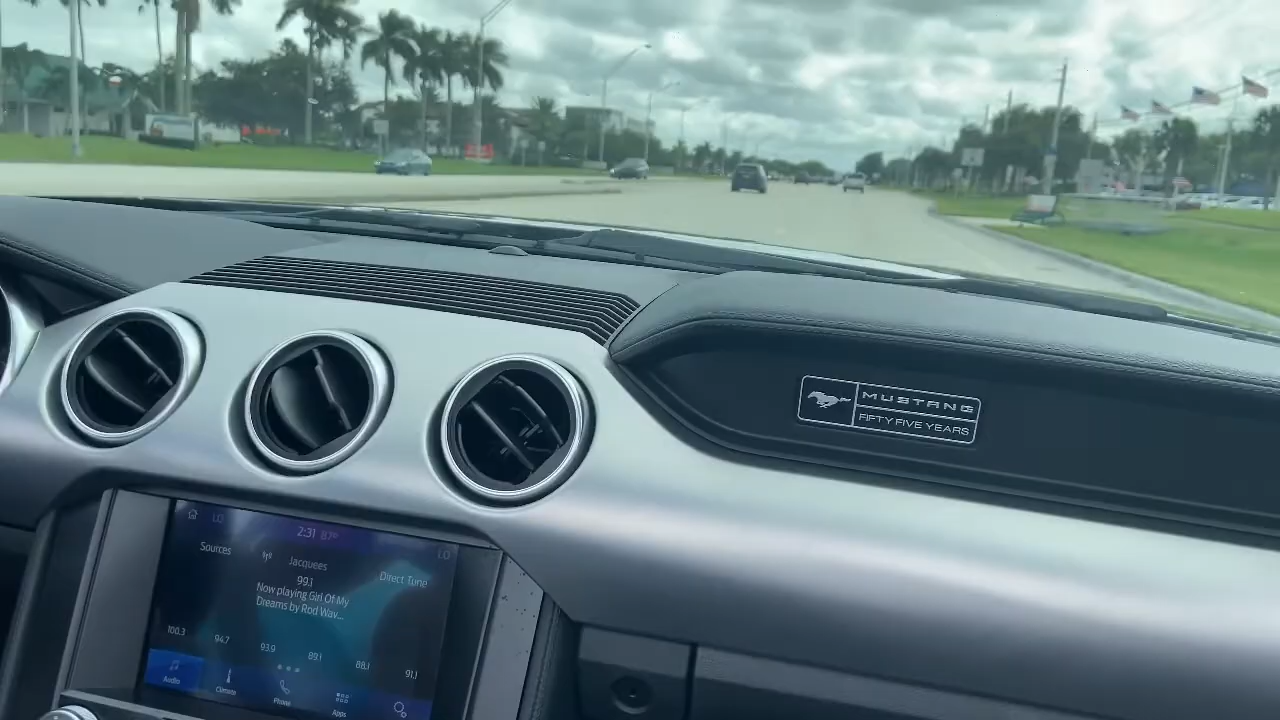 MUSTANG
FIFTY FIVE YEARS
LO
2:31 87°
LO
Sources
Jacquees
Direct Tune
99.1
Now playing Girl Of My
Dreams by Rod Wav...
100.3 94.7 93.9 89.1 88.1 91.1
Audio Climate Phone Apps